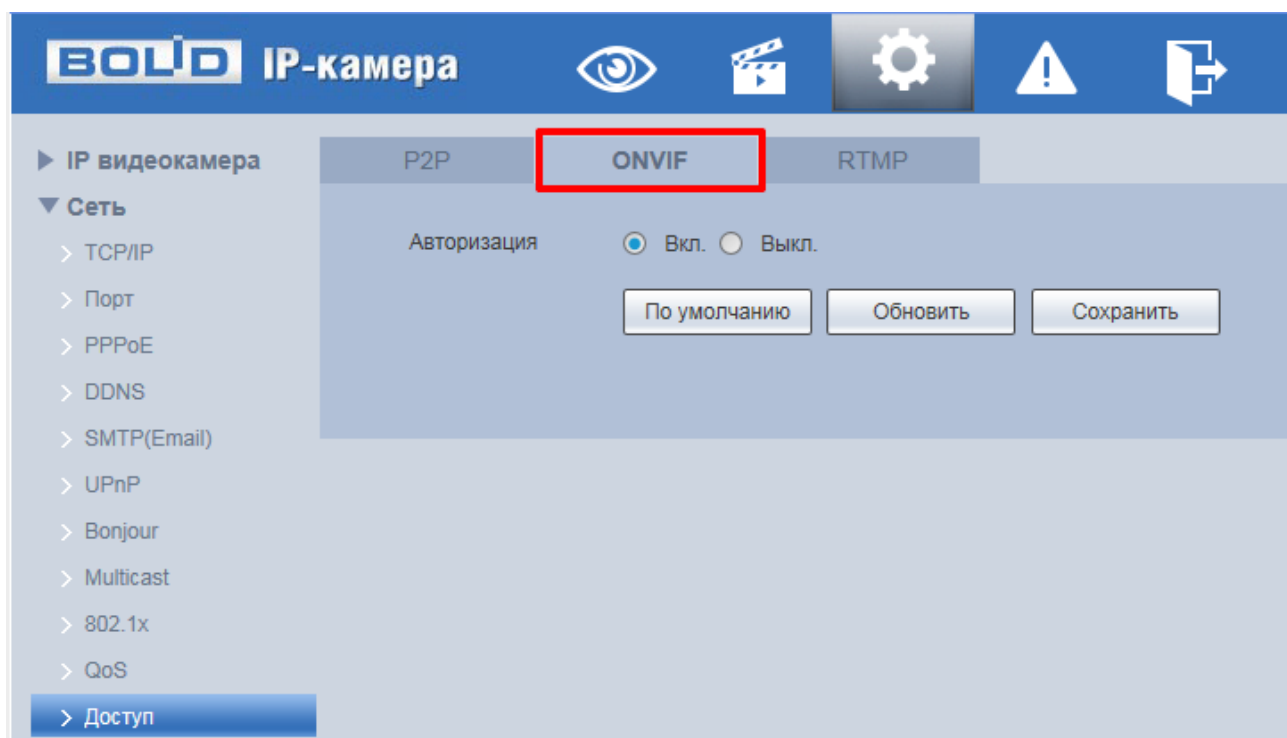 BOLID IP-камера
IP видеокамера
Сеть
TCP/IP
Порт
PPPoE
DDNS
SMTP(Email)
UPnP
Bonjour
Multicast
802.1x
QoS
Доступ
P2P ONVIF RTMP
Авторизация Вкл. Выкл.
По умолчанию Обновить Сохранить